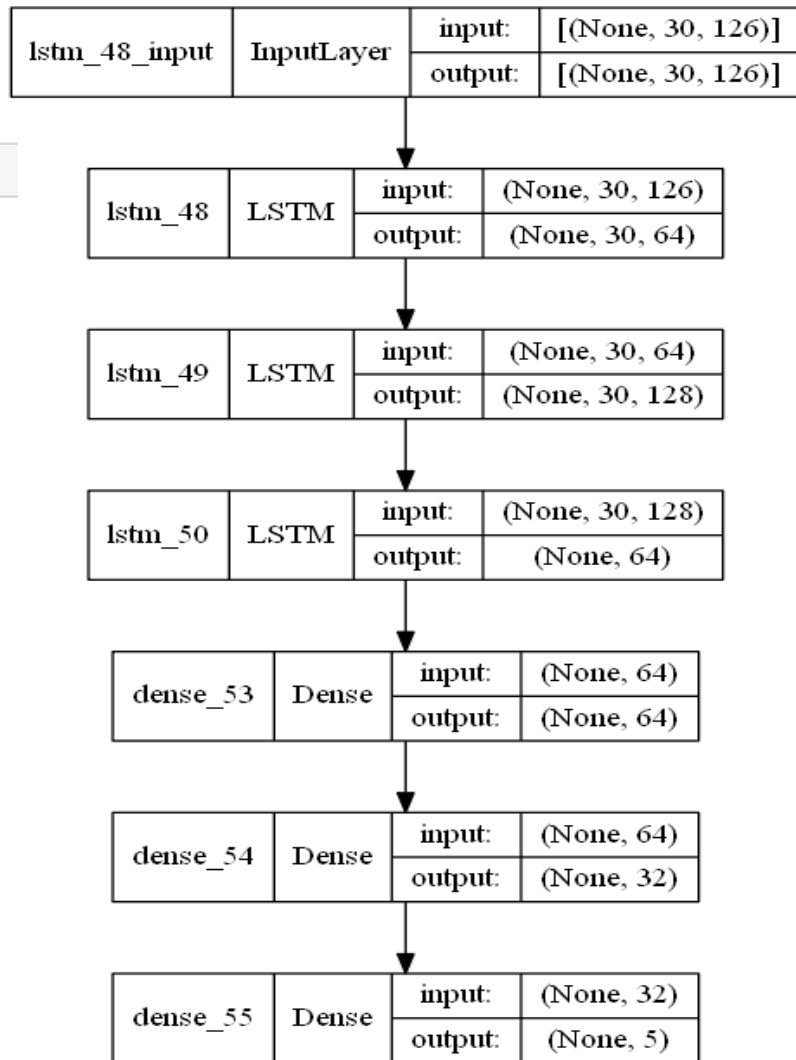 lstm_48_input InputLayer input: [(None, 30, 126)]
output: [(None, 30, 126)]
lstm_48 LSTM input: (None, 30, 126)
output: (None, 30, 64)
lstm_49 LSTM input: (None, 30, 64)
output: (None, 30, 128)
lstm_50 LSTM input: (None, 30, 128)
output: (None, 64)
dense_53 Dense input: (None, 64)
output: (None, 64)
dense_54 Dense input: (None, 64)
output: (None, 32)
dense_55 Dense input: (None, 32)
output: (None, 5)